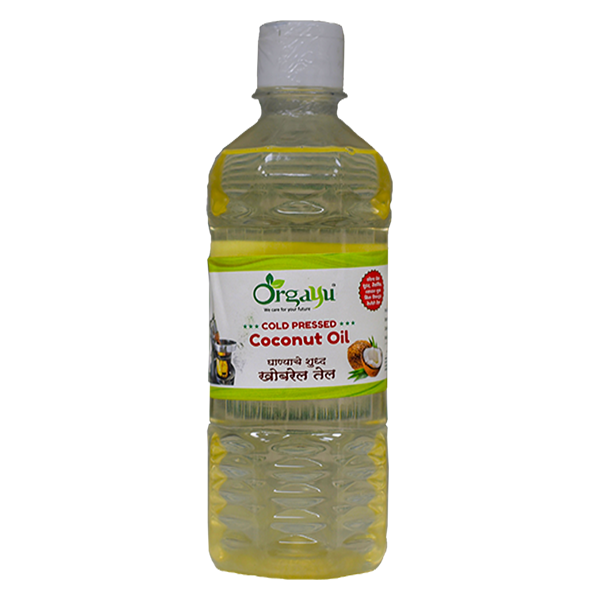 Orgayu®
We care for your future
COLD PRESSED
Coconut Oil
घाण्याचे शुध्द
खोबरेल तेल